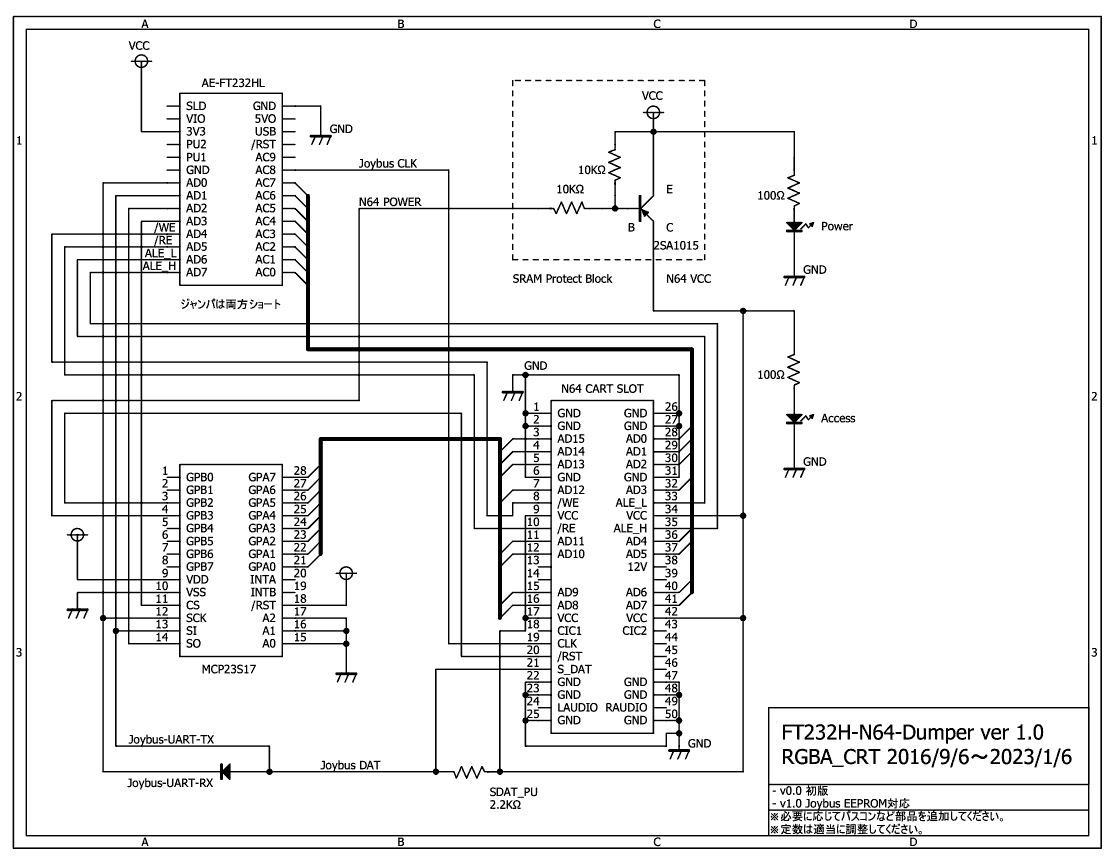 A B C D
VCC
AE-FT232HL
SLD GND
VIO 5VO
3V3 USB
PU2 /RST
PU1 AC9
GND AC8
AD0 AC7
AD1 AC6
AD2 AC5
AD3 AC4
AD4 AC3
AD5 AC2
AD6 AC1
AD7 AC0
/WE
/RE
ALE_L
ALE_H
GND
ジャンパは両方ショート
Joybus CLK
N64 POWER
VCC
10KΩ
10KΩ
E
B C
2SA1015
SRAM Protect Block
N64 VCC
100Ω
Power
GND
100Ω
Access
GND
1 1
2 2
3 3
GND
N64 CART SLOT
1 GND GND 26
2 GND GND 27
3 AD15 AD0 28
4 AD14 AD1 29
5 AD13 AD2 30
6 GND GND 31
7 AD12 AD3 32
8 /WE ALE_L 33
9 VCC VCC 34
10 /RE ALE_H 35
11 AD11 AD4 36
12 AD10 AD5 37
13 12V 38
14 39
15 AD9 AD6 40
16 AD8 AD7 41
17 VCC VCC 42
18 CIC1 CIC2 43
19 CLK 44
20 /RST 45
21 S_DAT 46
22 GND GND 47
23 GND GND 48
24 LAUDIO RAUDIO 49
25 GND GND 50
GND
1 GPB0 GPA7 28
2 GPB1 GPA6 27
3 GPB2 GPA5 26
4 GPB3 GPA4 25
5 GPB4 GPA3 24
6 GPB5 GPA2 23
7 GPB6 GPA1 22
8 GPB7 GPA0 21
9 VDD INTA 20
10 VSS INTB 19
11 CS /RST 18
12 SCK A2 17
13 SI A1 16
14 SO A0 15
MCP23S17
Joybus-UART-TX
Joybus-UART-RX
Joybus DAT
SDAT_PU
2.2KΩ
FT232H-N64-Dumper ver 1.0
RGBA_CRT 2016/9/6～2023/1/6
- v0.0 初版
- v1.0 Joybus EEPROM対応
※必要に応じてパスコンなど部品を追加してください。
※定数は適当に調整してください。
A B C D